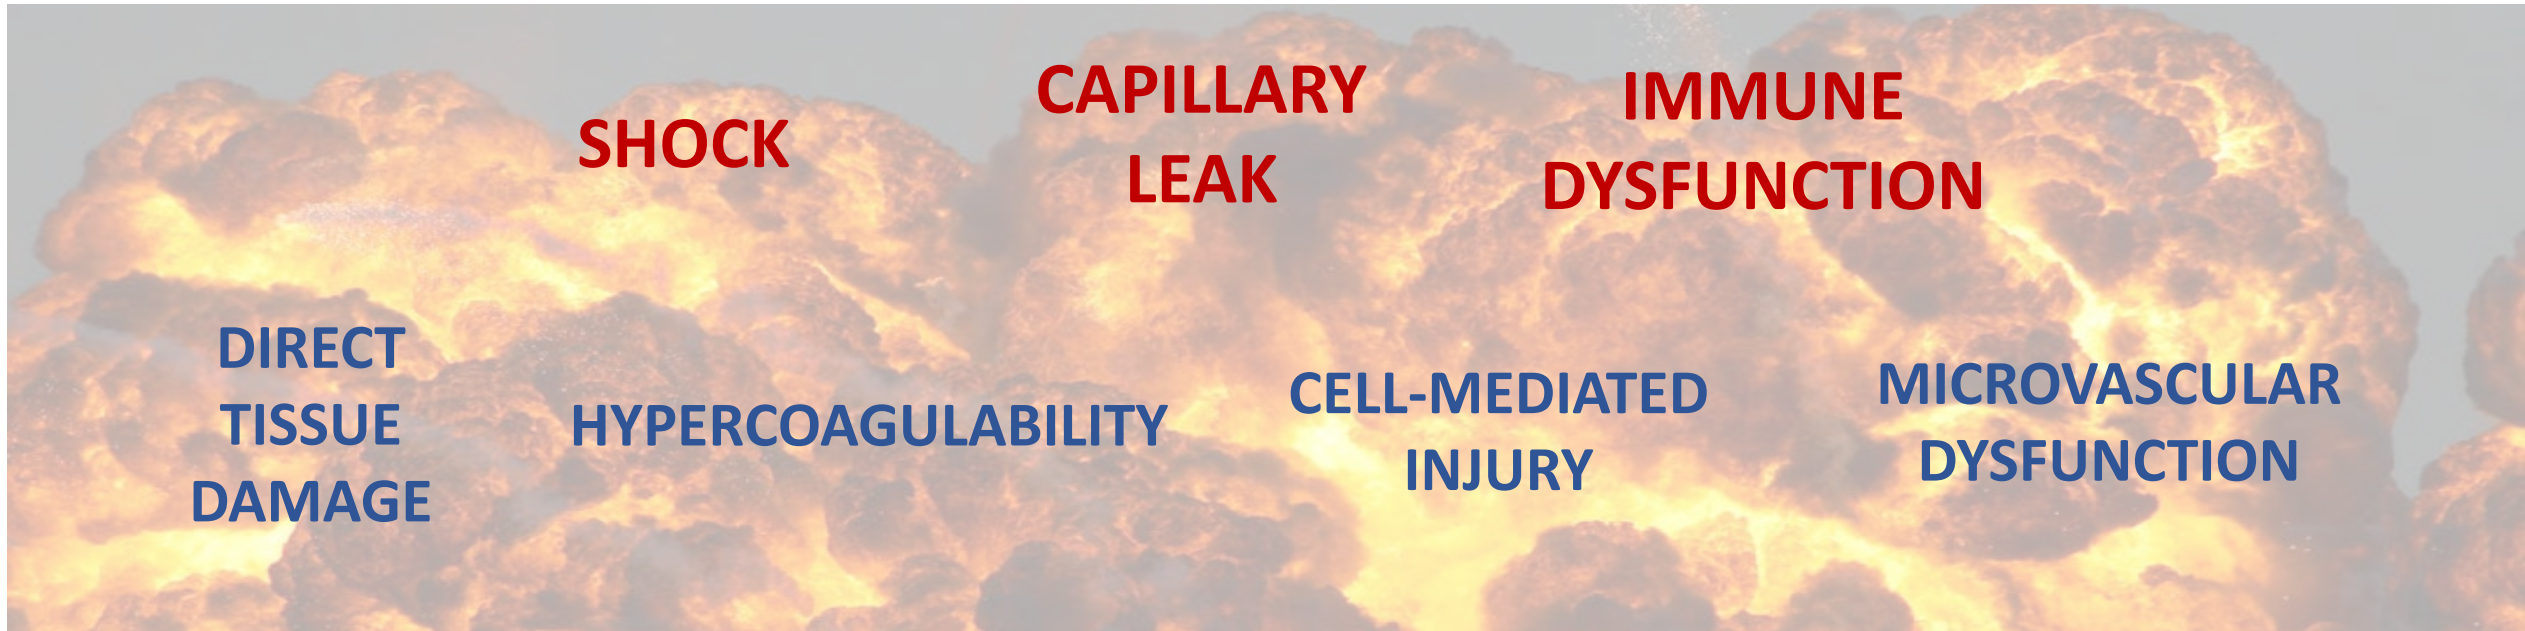 SHOCK
CAPILLARY
LEAK
IMMUNE
DYSFUNCTION
DIRECT
TISSUE
DAMAGE
HYPERCOAGULABILITY
CELL-MEDIATED
INJURY
MICROVASCULAR
DYSFUNCTION